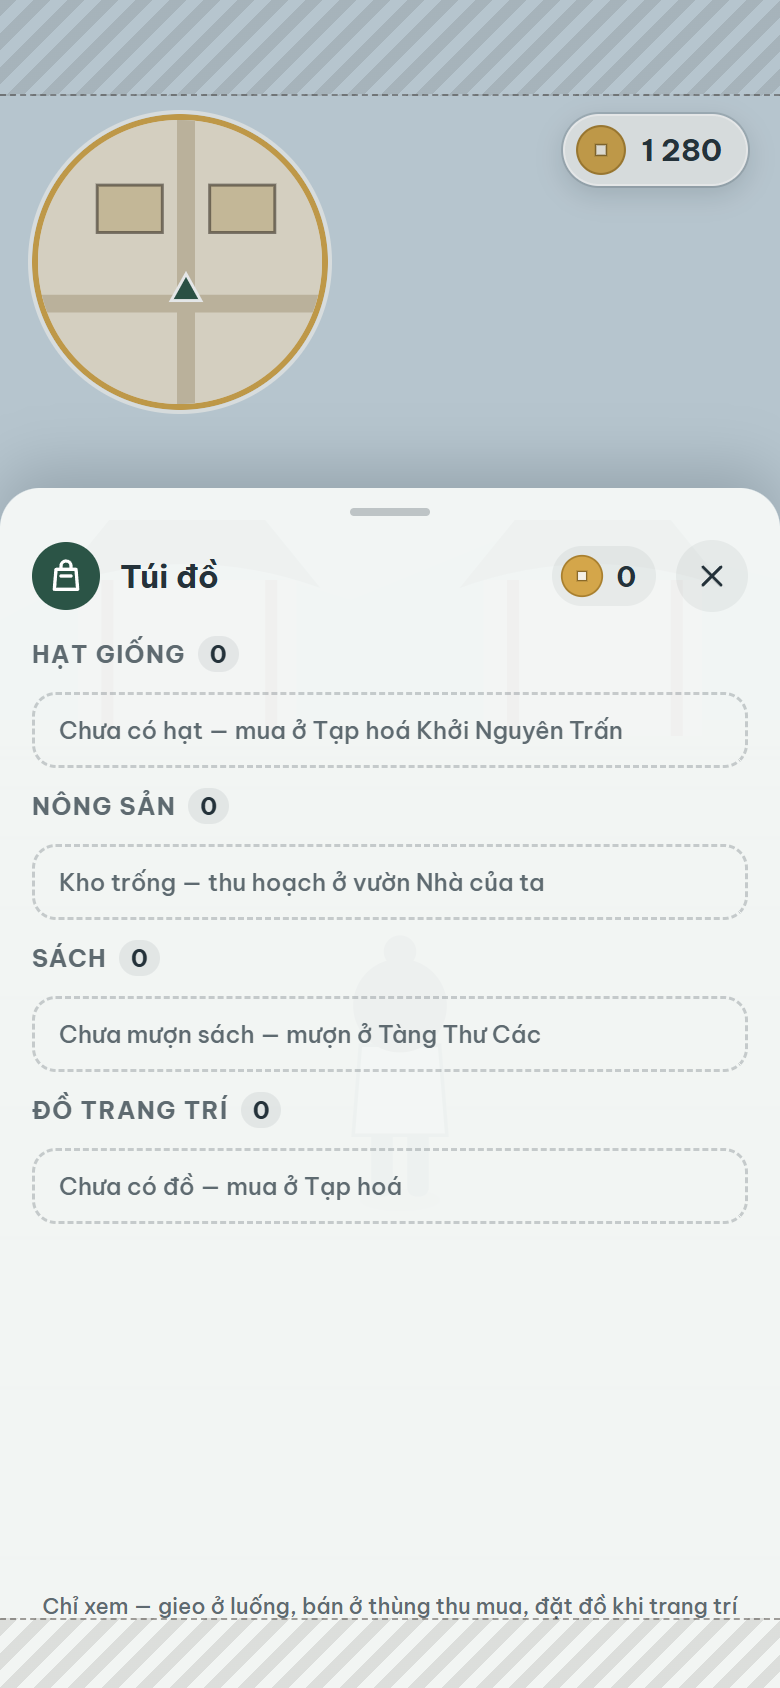 1 280
Túi đồ
0
HẠT GIỐNG 0
Chưa có hạt — mua ở Tạp hoá Khởi Nguyên Trấn
NÔNG SẢN 0
Kho trống — thu hoạch ở vườn Nhà của ta
SÁCH 0
Chưa mượn sách — mượn ở Tàng Thư Các
ĐỒ TRANG TRÍ 0
Chưa có đồ — mua ở Tạp hoá
Chỉ xem — gieo ở luống, bán ở thùng thu mua, đặt đồ khi trang trí